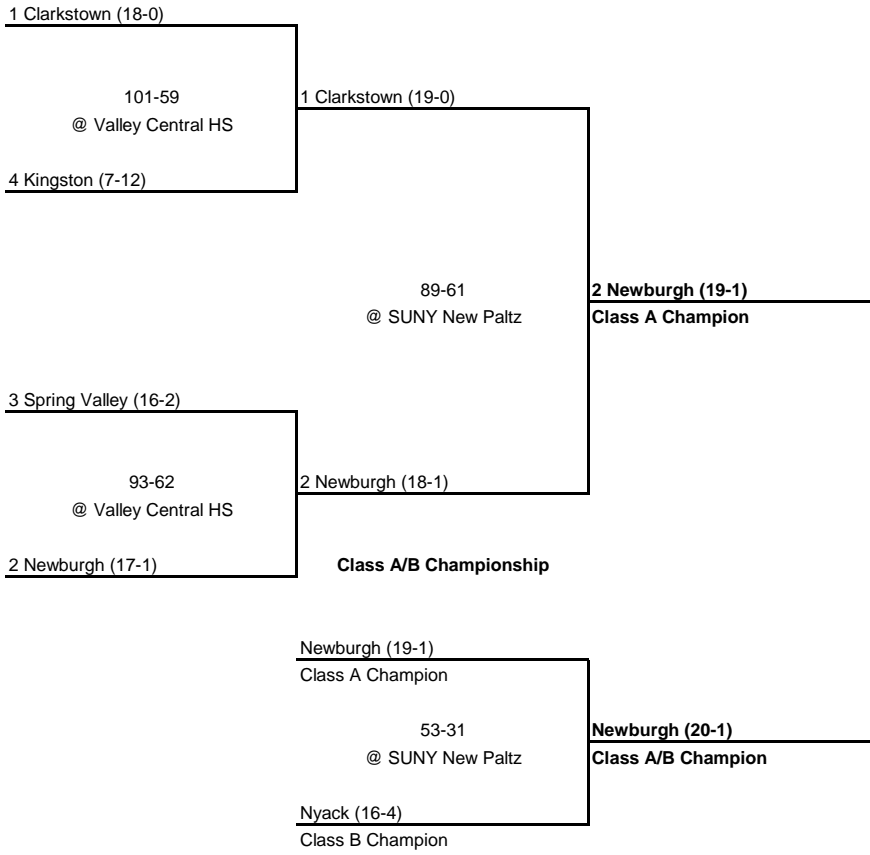 1 Clarkstown (18-0)
101-59
@ Valley Central HS
1 Clarkstown (19-0)
4 Kingston (7-12)
89-61
@ SUNY New Paltz
2 Newburgh (19-1)
Class A Champion
3 Spring Valley (16-2)
93-62
@ Valley Central HS
2 Newburgh (18-1)
2 Newburgh (17-1)
Class A/B Championship
Newburgh (19-1)
Class A Champion
53-31
@ SUNY New Paltz
Newburgh (20-1)
Class A/B Champion
Nyack (16-4)
Class B Champion